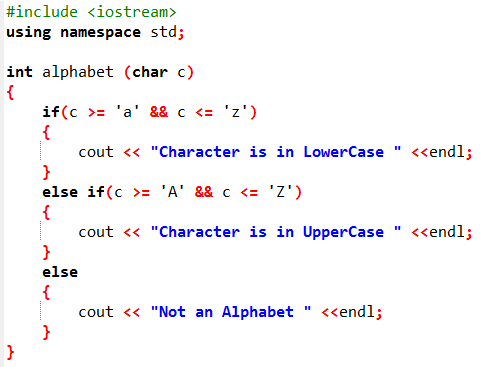 #include <iostream>
using namespace std;
int alphabet (char c)
{
if(c >= 'a' && c <= 'z')
{
cout << "Character is in LowerCase " <<endl;
}
else if(c >= 'A' && c <= 'Z')
{
cout << "Character is in UpperCase " <<endl;
}
else
{
cout << "Not an Alphabet " <<endl;
}
}